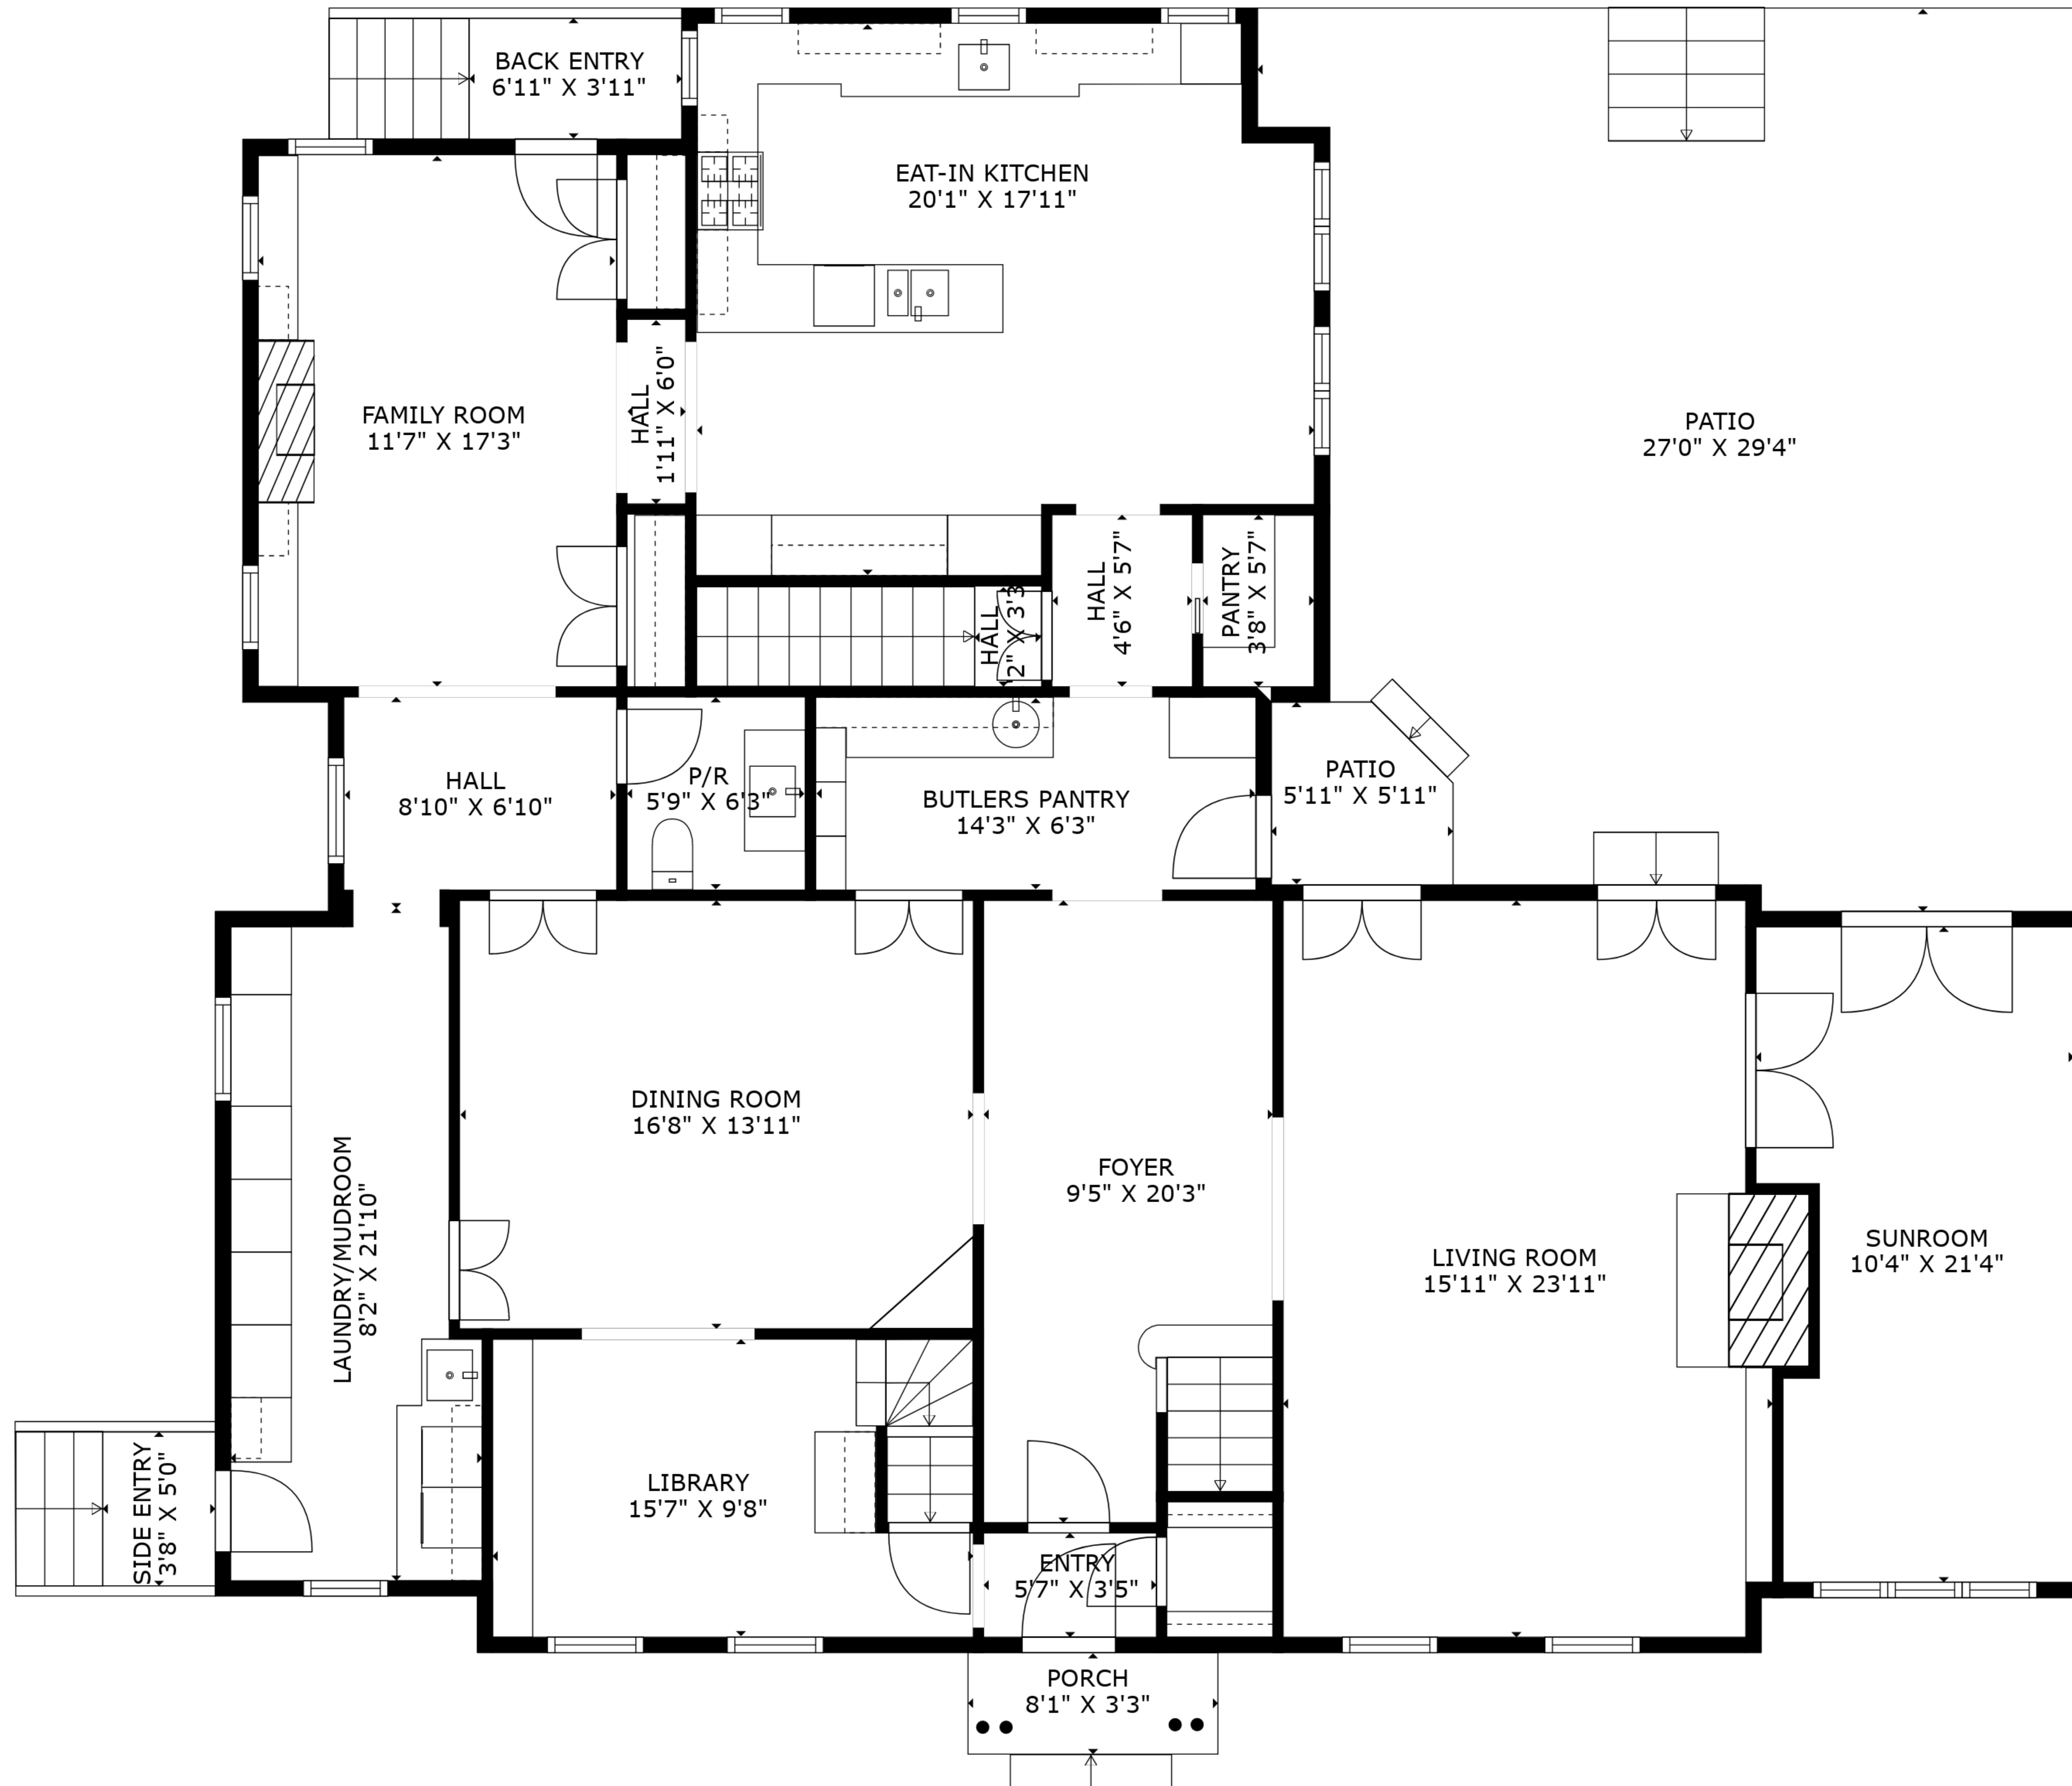 BACK ENTRY
6'11" X 3'11"
EAT-IN KITCHEN
20'1" X 17'11"
FAMILY ROOM
11'7" X 17'3"
HALL
1'11" X 6'0"
PATIO
27'0" X 29'4"
HALL
2" X 3'3
HALL
4'6" X 5'7"
PANTRY
3'8" X 5'7"
HALL
8'10" X 6'10"
P/R
5'9" X 6'3"
BUTLERS PANTRY
14'3" X 6'3"
PATIO
5'11" X 5'11"
DINING ROOM
16'8" X 13'11"
FOYER
9'5" X 20'3"
LIVING ROOM
15'11" X 23'11"
SUNROOM
10'4" X 21'4"
LAUNDRY/MUDROOM
8'2" X 21'10"
SIDE ENTRY
3'8" X 5'0"
LIBRARY
15'7" X 9'8"
ENTRY
5'7" X 3'5"
PORCH
8'1" X 3'3"